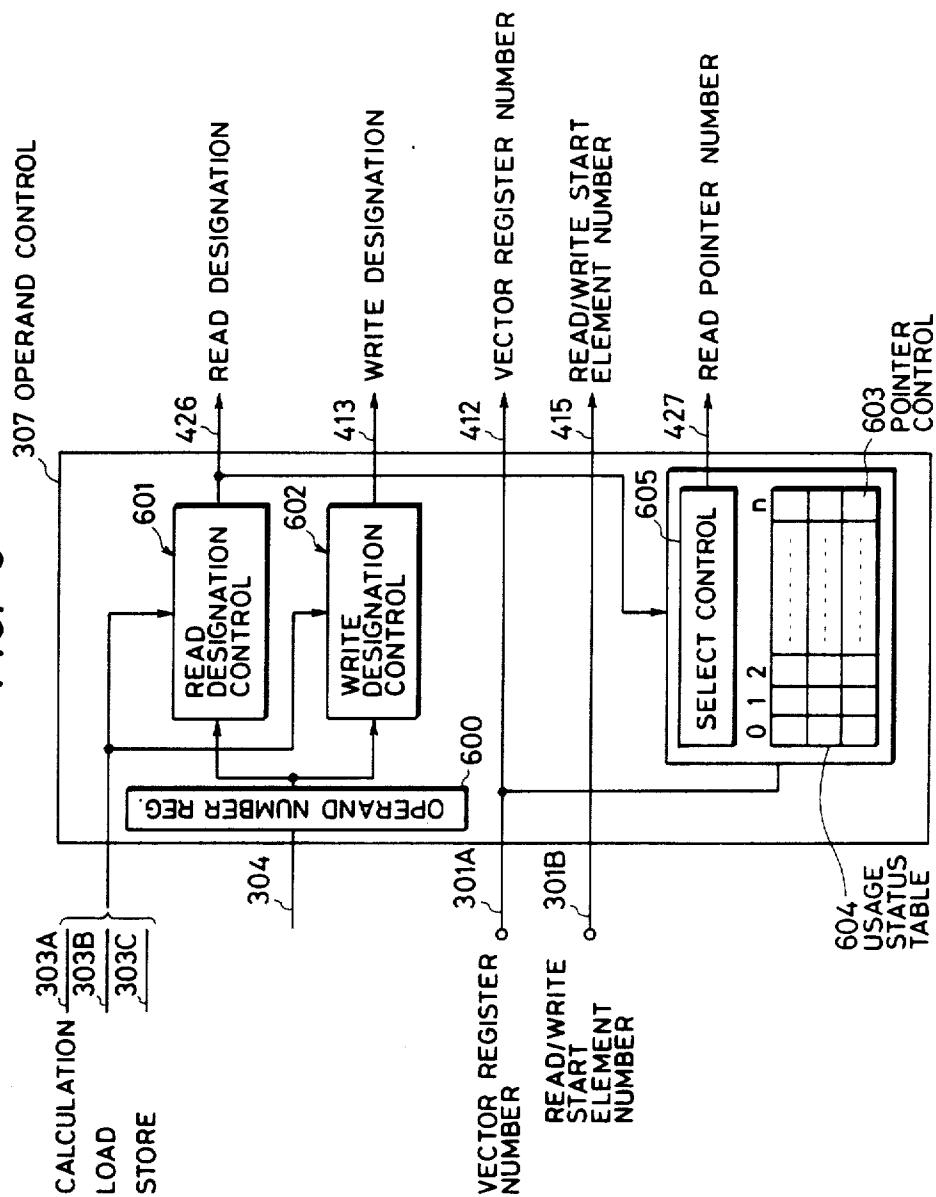 307 OPERAND CONTROL
CALCULATION
303A
LOAD
303B
STORE
303C
304
OPERAND NUMBER REG.
600
601
READ
DESIGNATION
CONTROL
426
READ DESIGNATION
602
WRITE
DESIGNATION
CONTROL
413
WRITE DESIGNATION
VECTOR REGISTER
NUMBER
301A
412
VECTOR REGISTER NUMBER
READ/WRITE
START
ELEMENT
NUMBER
301B
415
READ/WRITE START
ELEMENT NUMBER
605
SELECT CONTROL
427
READ POINTER NUMBER
0 1 2 n
604
USAGE
STATUS
TABLE
603
POINTER
CONTROL